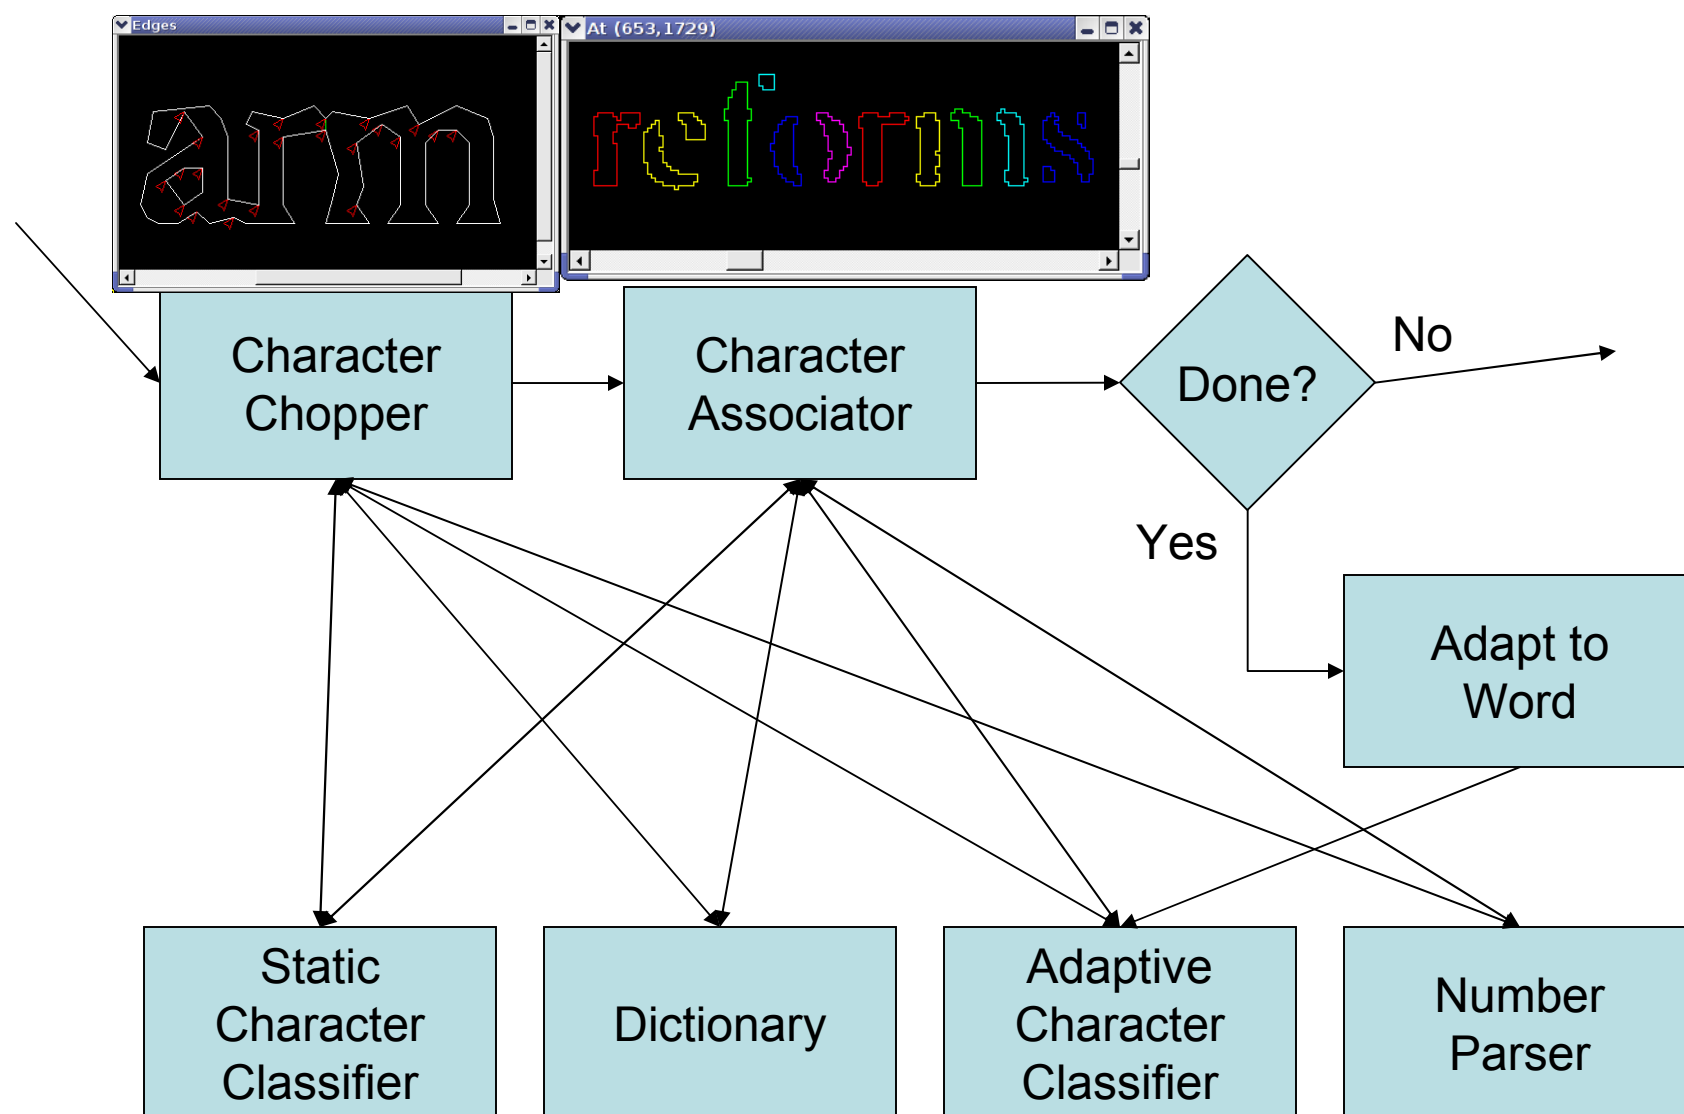 Edges
At (653,1729)
arm
reforms
Character
Chopper
Character
Associator
Done?
No
Yes
Adapt to
Word
Static
Character
Classifier
Dictionary
Adaptive
Character
Classifier
Number
Parser